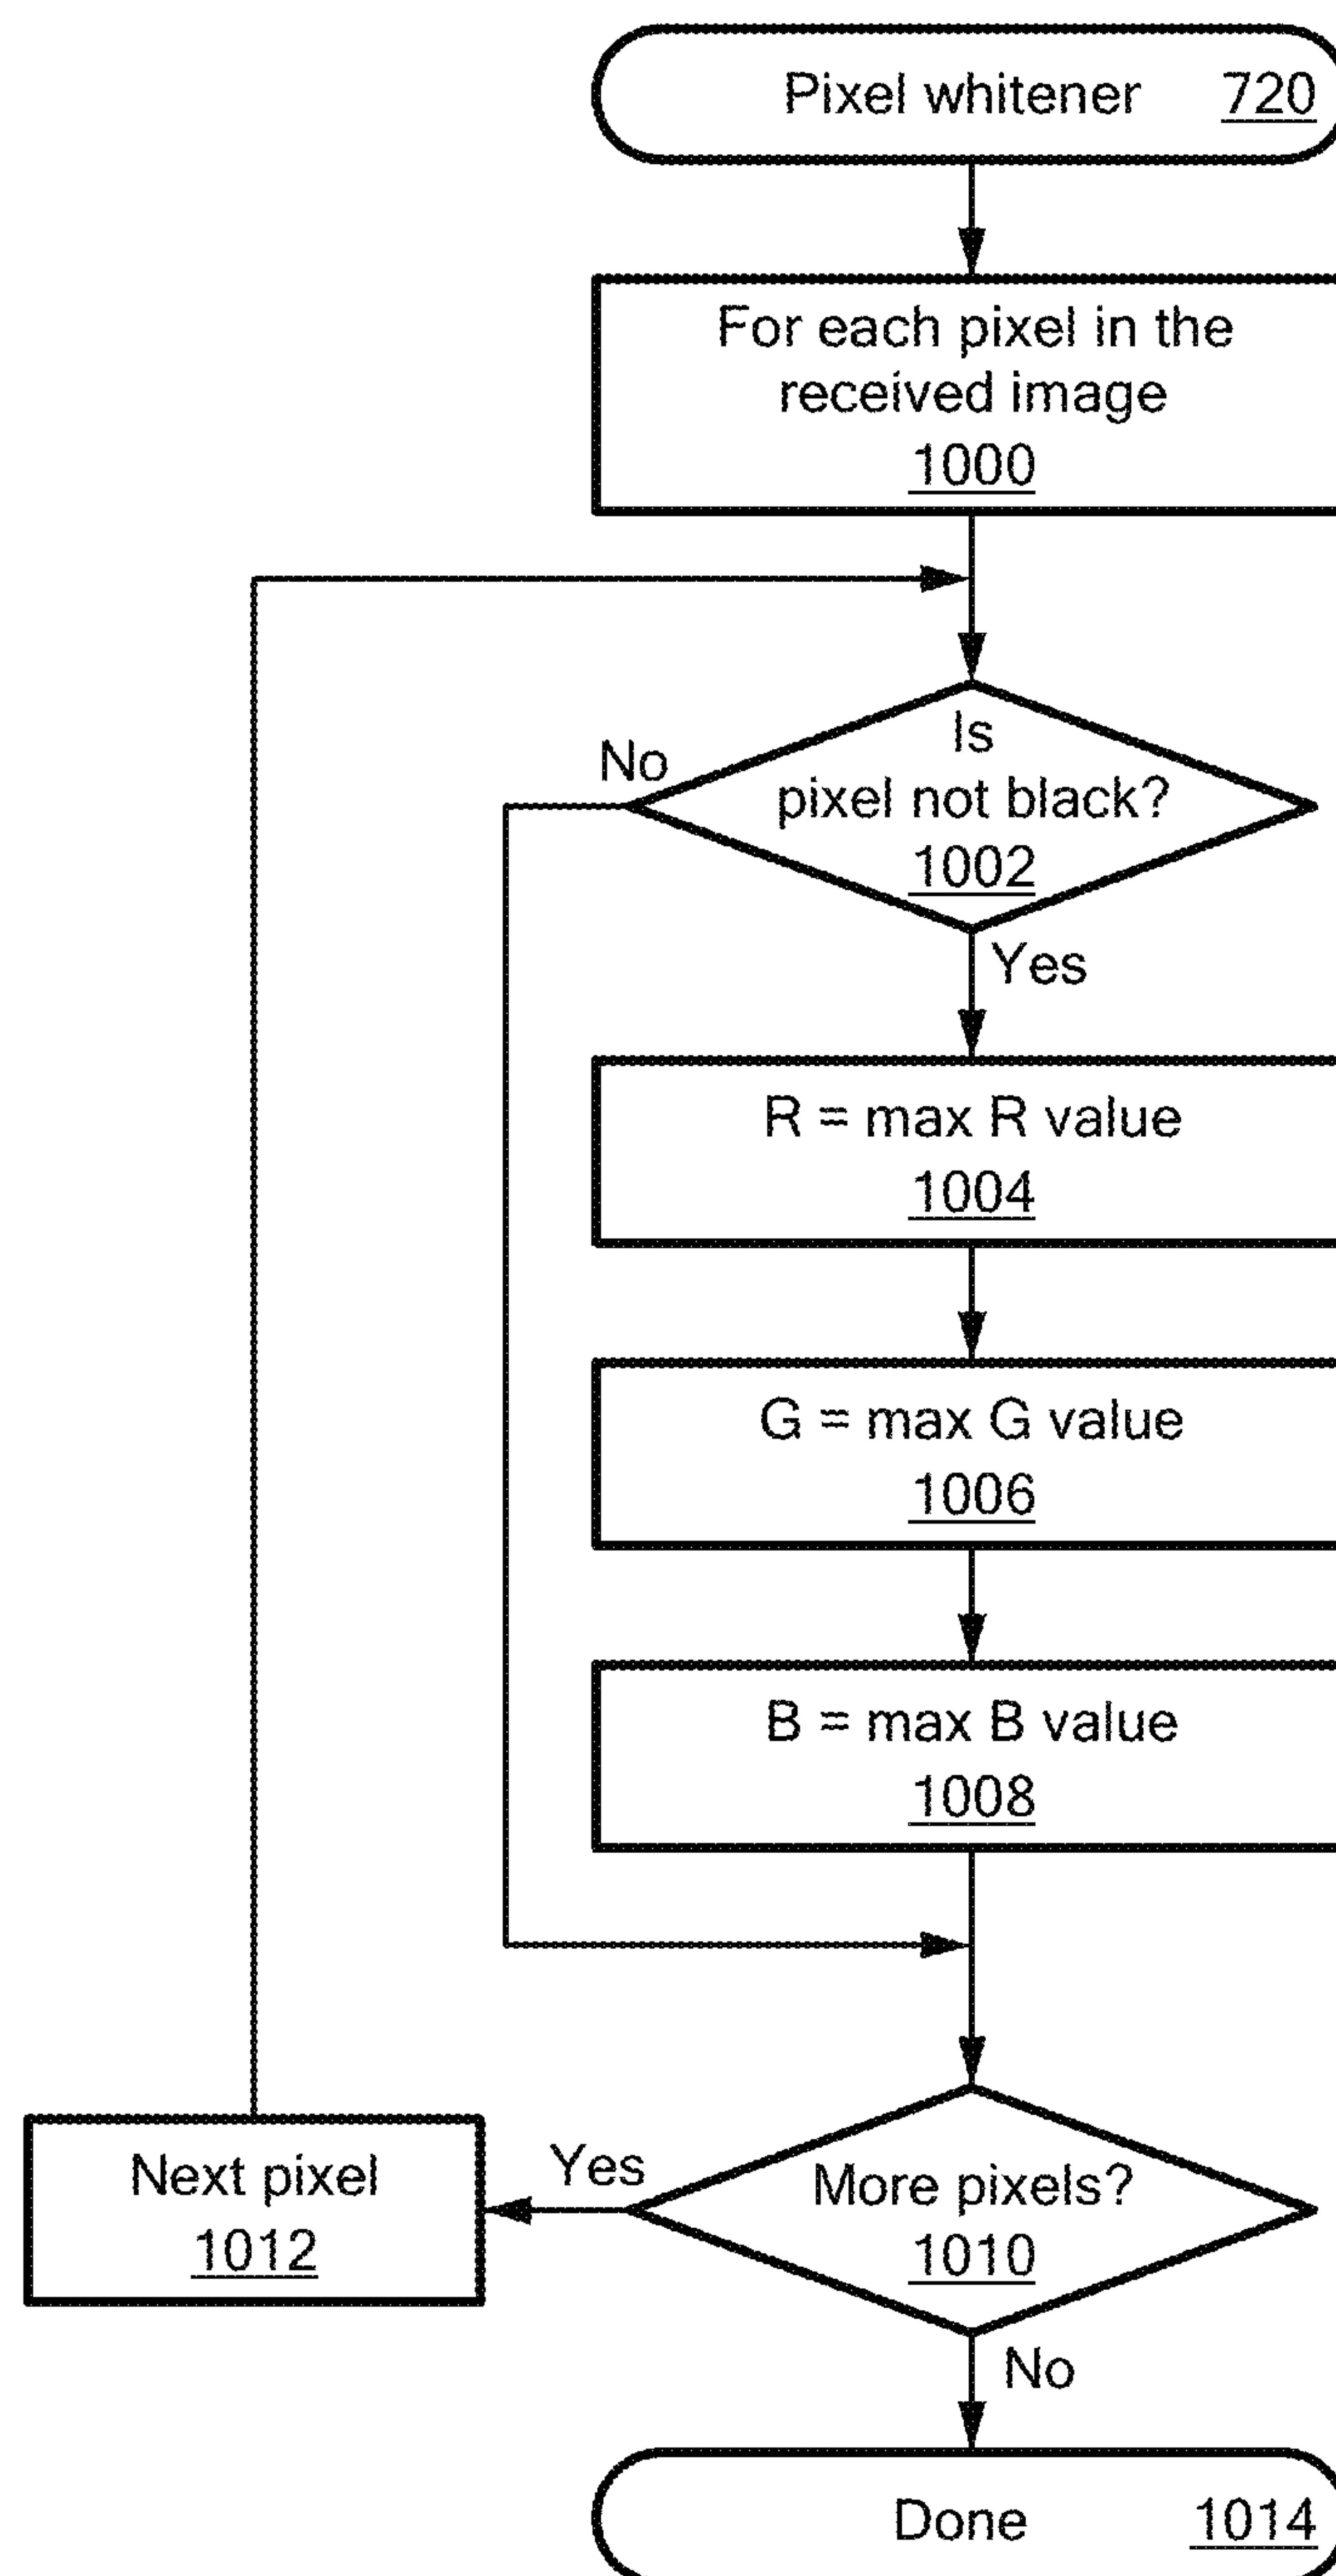 Pixel whitener 720
For each pixel in the
received image
1000
No
Is
pixel not black?
1002
Yes
R = max R value
1004
G = max G value
1006
B = max B value
1008
Next pixel
1012
Yes
More pixels?
1010
No
Done 1014